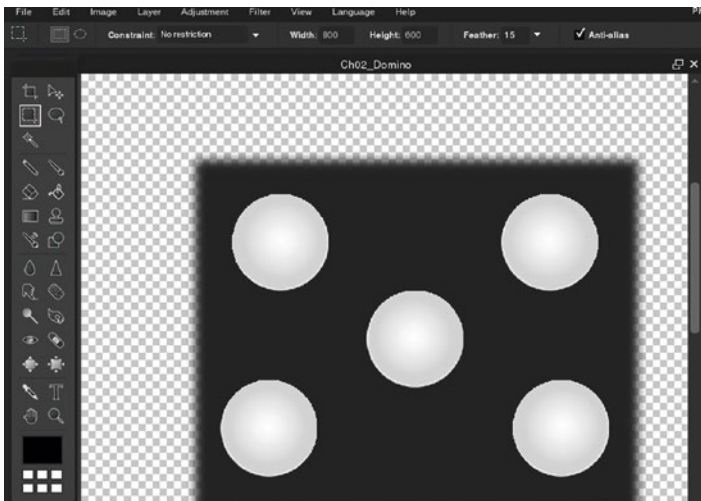 File Edit Image Layer Adjustment Filter View Language Help
Constraint: No restriction Width: 800 Height: 600 Feather: 15 Anti-alias
Ch02_Domino